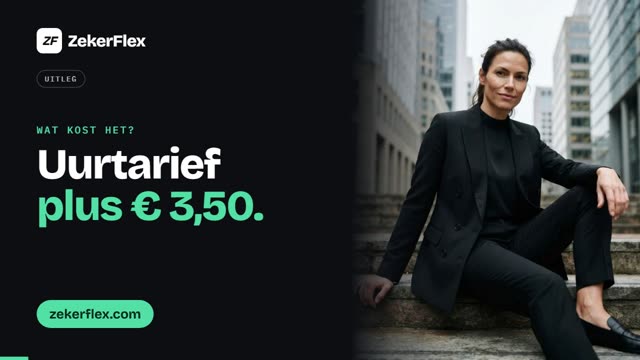 ZF ZekerFlex
UITLEG
WAT KOST HET?
Uurtarief
plus € 3,50.
zekerflex.com